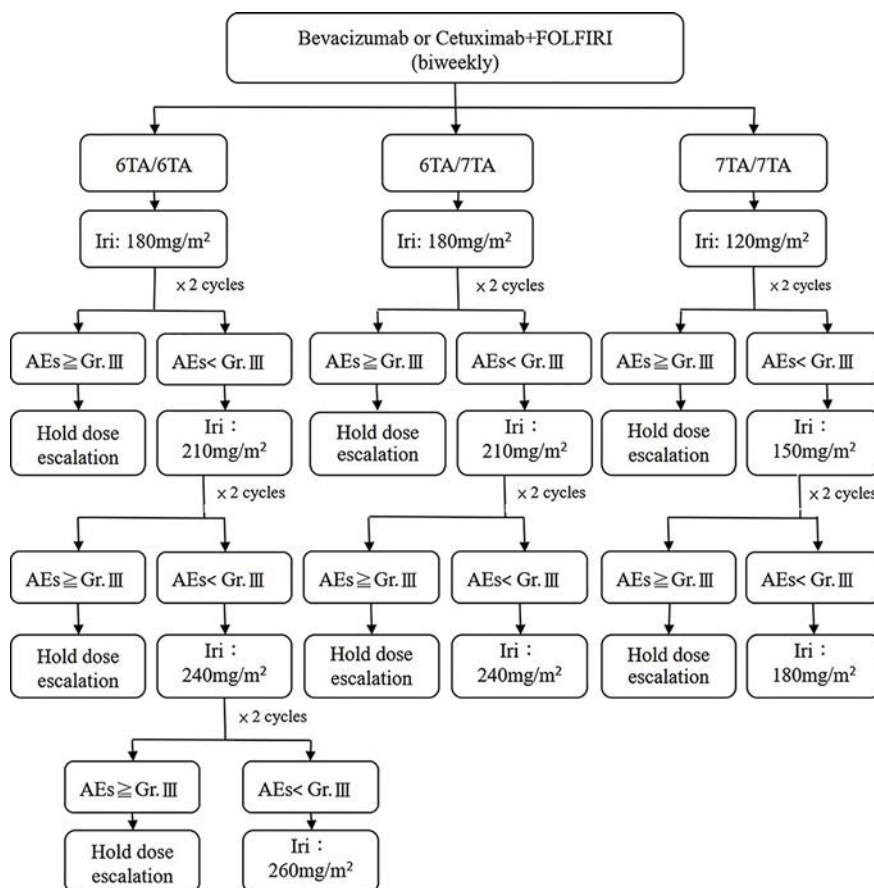 Bevacizumab or Cetuximab+FOLFIRI
(biweekly)
6TA/6TA
6TA/7TA
7TA/7TA
Iri: 180mg/m²
Iri: 180mg/m²
Iri: 120mg/m²
x 2 cycles
x 2 cycles
x 2 cycles
AEs≧Gr.Ⅲ
AEs< Gr.Ⅲ
AEs≧Gr.Ⅲ
AEs< Gr.Ⅲ
AEs≧Gr.Ⅲ
AEs< Gr.Ⅲ
Hold dose
escalation
Iri：
210mg/m²
Hold dose
escalation
Iri：
210mg/m²
Hold dose
escalation
Iri：
150mg/m²
x 2 cycles
x 2 cycles
x 2 cycles
AEs≧Gr.Ⅲ
AEs< Gr.Ⅲ
AEs≧Gr.Ⅲ
AEs< Gr.Ⅲ
AEs≧Gr.Ⅲ
AEs< Gr.Ⅲ
Hold dose
escalation
Iri：
240mg/m²
Hold dose
escalation
Iri：
240mg/m²
Hold dose
escalation
Iri：
180mg/m²
x 2 cycles
AEs≧Gr.Ⅲ
AEs< Gr.Ⅲ
Hold dose
escalation
Iri：
260mg/m²